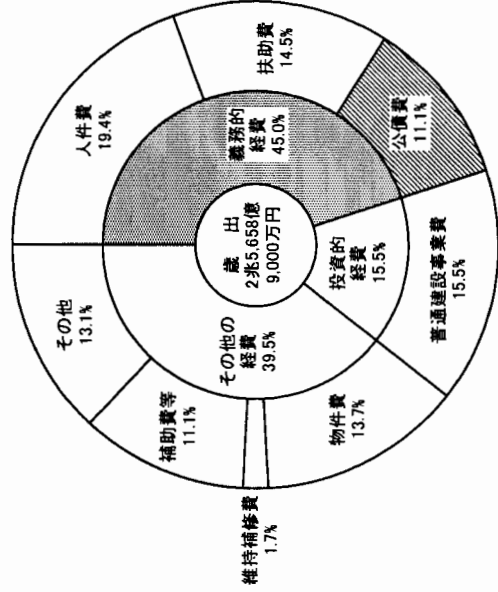 歳 出
2兆5,658億
9,000万円
義務的
経費
45.0%
投資的
経費
15.5%
その他の
経費
39.5%
人件費
19.4%
扶助費
14.5%
公債費
11.1%
普通建設事業費
15.5%
物件費
13.7%
維持補修費
1.7%
補助費等
11.1%
その他
13.1%